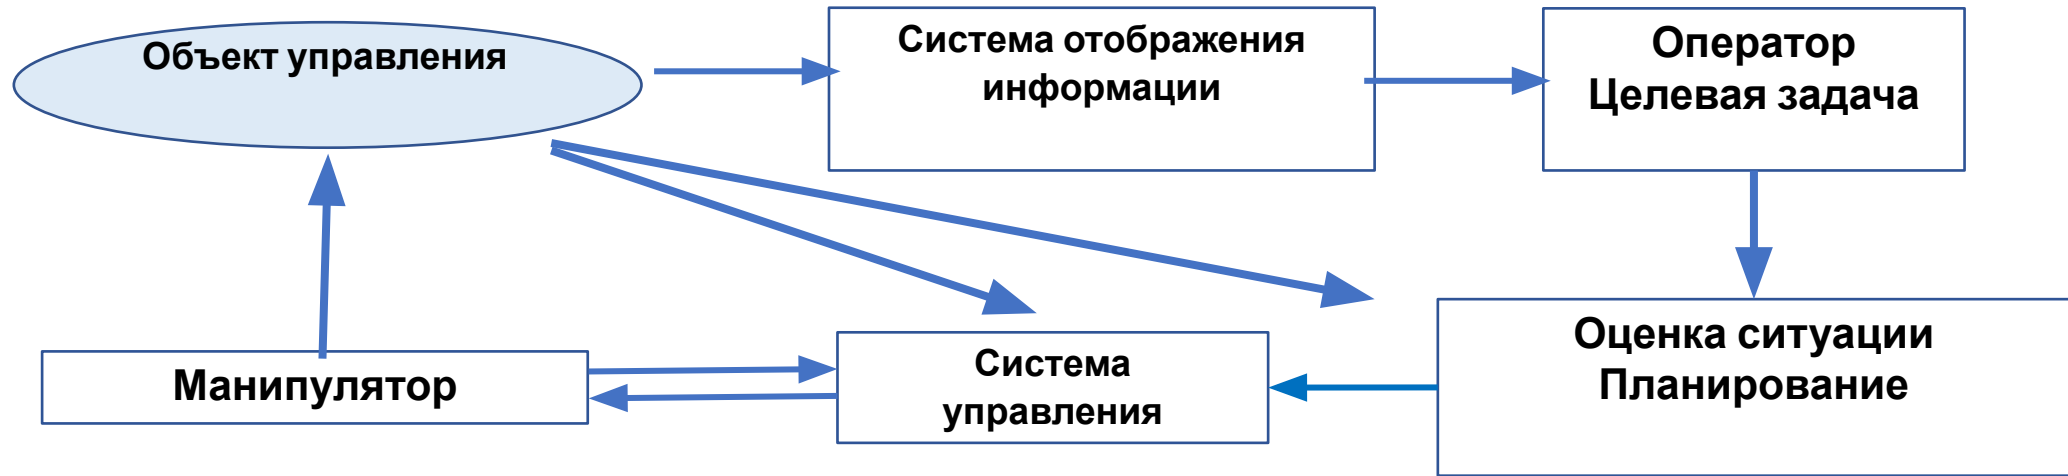 Объект управления
Система отображения
информации
Оператор
Целевая задача
Манипулятор
Система
управления
Оценка ситуации
Планирование